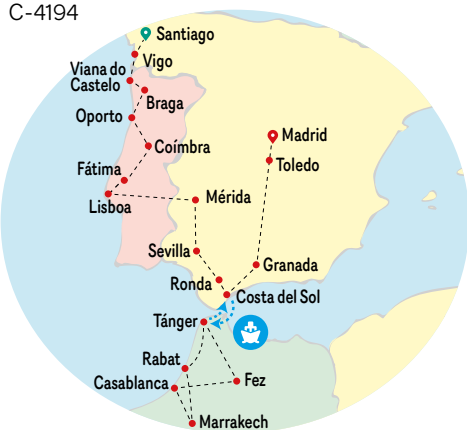 C-4194
Santiago
Vigo
Viana do
Castelo
Braga
Oporto
Coímbra
Madrid
Toledo
Fátima
Lisboa
Mérida
Sevilla
Granada
Ronda
Costa del Sol
Tánger
Rabat
Casablanca
Fez
Marrakech